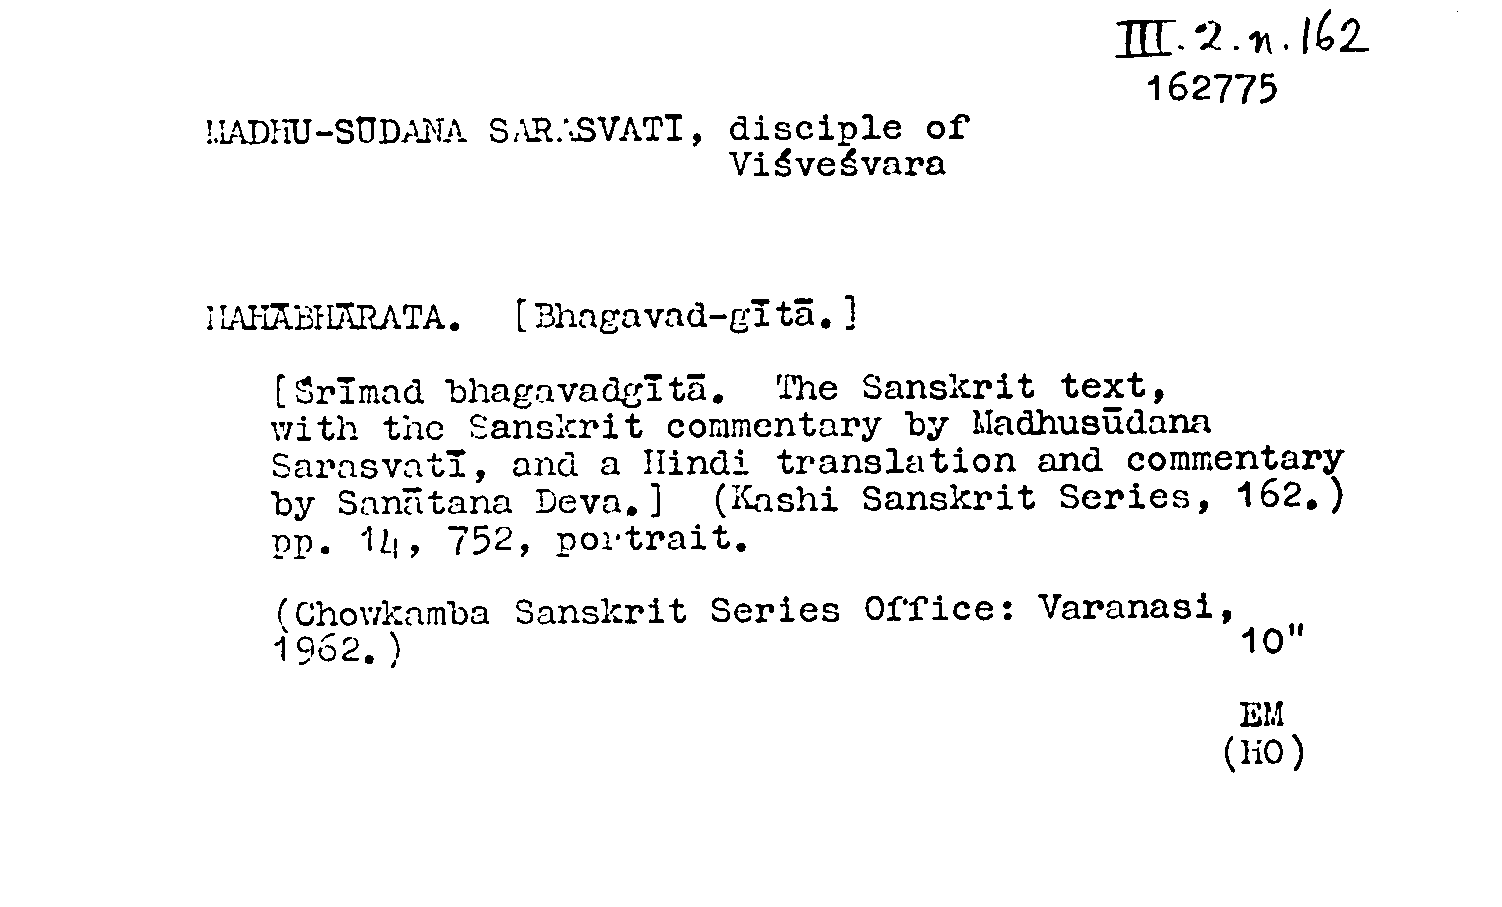 III.2.n.162
162775
MADHU-SŪDANA SARASVATĪ, disciple of
Viśveśvara
MAHĀBHĀRATA. [Bhagavad-gītā.]
[Śrīmad bhagavadgītā. The Sanskrit text,
with the Sanskrit commentary by Madhusūdana
Sarasvatī, and a Hindi translation and commentary
by Sanātana Deva.] (Kashi Sanskrit Series, 162.)
pp. 14, 752, portrait.
(Chowkamba Sanskrit Series Office: Varanasi,
1962.)
10"
EM
(HO)